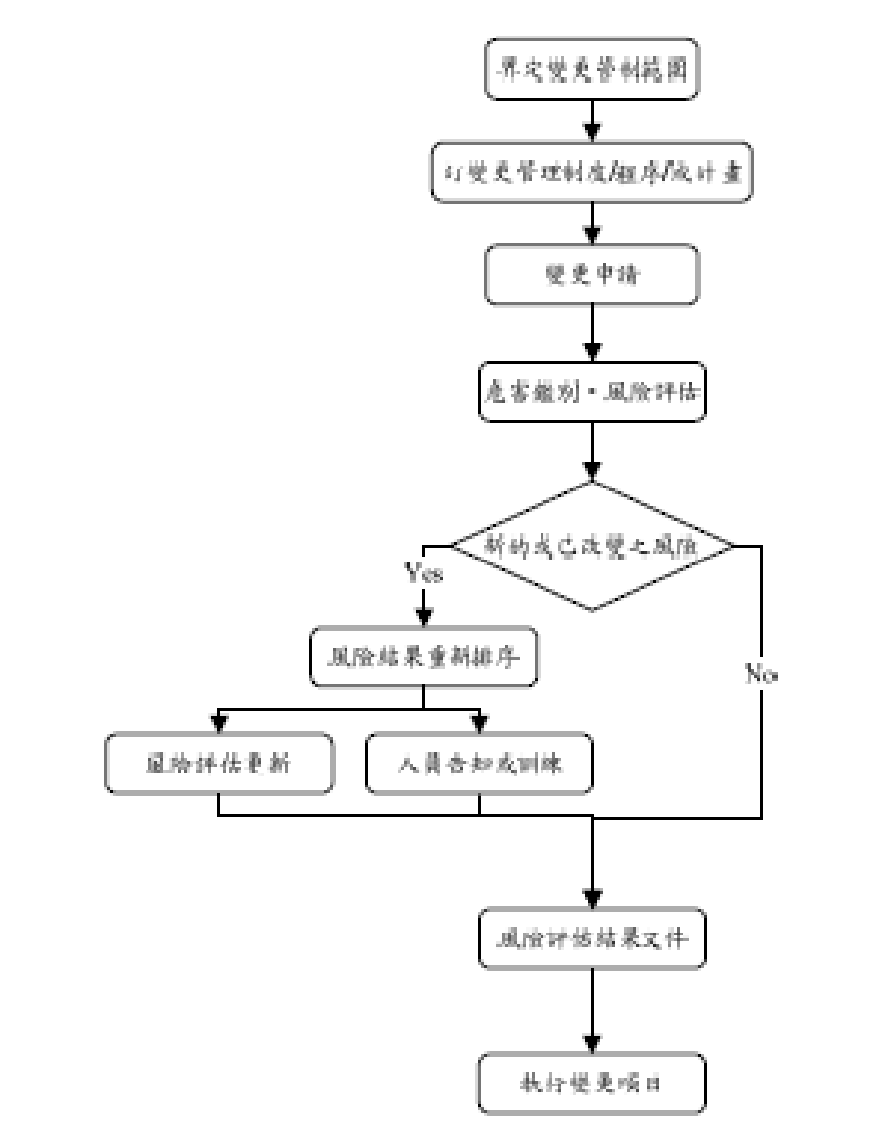 界定變更管制範圍
訂變更管理制度/程序/或計畫
變更申請
危害鑑別、風險評估
新的或已改變之風險
Yes
風險結果重新排序
No
風險評估更新
人員告知或訓練
風險評估結果文件
執行變更項目